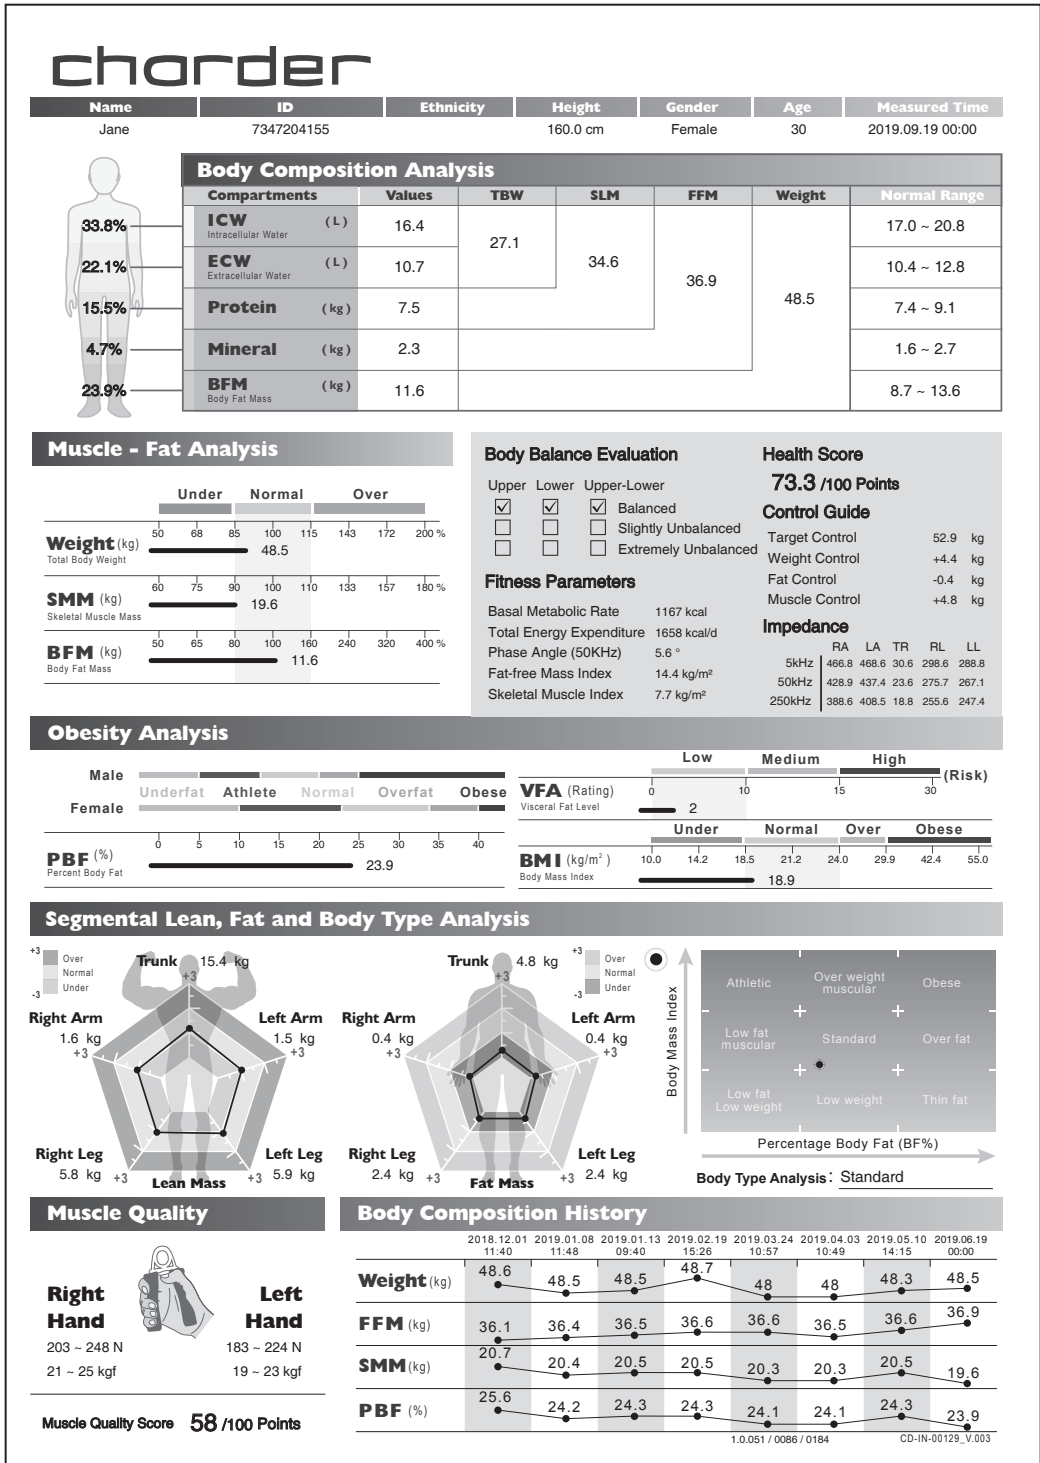 charder
Name ID Ethnicity Height Gender Age Measured Time
Jane 7347204155 160.0 cm Female 30 2019.09.19 00:00
Body Composition Analysis
Compartments Values TBW SLM FFM Weight Normal Range
33.8% ICW (L) 16.4 17.0 ~ 20.8
Intracellular Water
27.1
22.1% ECW (L) 10.7 34.6 10.4 ~ 12.8
Extracellular Water
36.9
48.5
15.5% Protein (kg) 7.5 7.4 ~ 9.1
4.7% Mineral (kg) 2.3 1.6 ~ 2.7
23.9% BFM (kg) 11.6 8.7 ~ 13.6
Body Fat Mass
Muscle - Fat Analysis
Under Normal Over
50 68 85 100 115 143 172 200 %
Weight (kg) 48.5
Total Body Weight
60 75 90 100 110 133 157 180 %
SMM (kg) 19.6
Skeletal Muscle Mass
50 68 80 100 160 240 320 400 %
BFM (kg) 11.6
Body Fat Mass
Body Balance Evaluation
Upper Lower Upper-Lower
Balanced
Slightly Unbalanced
Extremely Unbalanced
Fitness Parameters
Basal Metabolic Rate 1167 kcal
Total Energy Expenditure 1658 kcal/d
Phase Angle (50KHz) 5.6 °
Fat-free Mass Index 14.4 kg/m²
Skeletal Muscle Index 7.7 kg/m²
Health Score
73.3 /100 Points
Control Guide
Target Control 52.9 kg
Weight Control +4.4 kg
Fat Control -0.4 kg
Muscle Control +4.8 kg
Impedance
RA LA TR RL LL
5kHz 466.8 468.6 30.6 298.6 288.8
50kHz 428.9 437.4 23.6 275.7 267.1
250kHz 388.6 408.5 18.8 255.6 247.4
Obesity Analysis
Male
Underfat Athlete Normal Overfat Obese
Female
0 5 10 15 20 25 30 35 40
PBF (%) 23.9
Percent Body Fat
Low Medium High
(Risk)
VFA (Rating) 0 10 15 30
Visceral Fat Level 2
Under Normal Over Obese
BMI (kg/m²) 10.0 14.2 18.5 21.2 24.0 29.9 42.4 55.0
Body Mass Index 18.9
Segmental Lean, Fat and Body Type Analysis
+3 Over
Normal
-3 Under
Trunk 15.4 kg
+3
Right Arm Left Arm
1.6 kg 1.5 kg
+3 +3
Right Leg Left Leg
5.8 kg +3 +3 5.9 kg
Lean Mass
Trunk 4.8 kg
+3
+3 Over
Normal
-3 Under
Right Arm Left Arm
0.4 kg 0.4 kg
+3 +3
Right Leg Left Leg
2.4 kg +3 +3 2.4 kg
Fat Mass
Body Mass Index
Athletic Over weight muscular Obese
Low fat muscular Standard Over fat
Low fat Low weight Low weight Thin fat
Percentage Body Fat (BF%)
Body Type Analysis: Standard
Muscle Quality
Right Hand Left Hand
203 ~ 248 N 183 ~ 224 N
21 ~ 25 kgf 19 ~ 23 kgf
Muscle Quality Score 58 /100 Points
Body Composition History
2018.12.01 2019.01.08 2019.01.13 2019.02.19 2019.03.24 2019.04.03 2019.05.10 2019.06.19
11:40 11:48 09:40 15:26 10:57 10:49 14:15 00:00
Weight (kg) 48.6 48.5 48.5 48.7 48 48 48.3 48.5
FFM (kg) 36.1 36.4 36.5 36.6 36.6 36.5 36.6 36.9
SMM (kg) 20.7 20.4 20.5 20.5 20.3 20.3 20.5 19.6
PBF (%) 25.6 24.2 24.3 24.3 24.1 24.1 24.3 23.9
1.0.051 / 0086 / 0184 CD-IN-00129_V.003